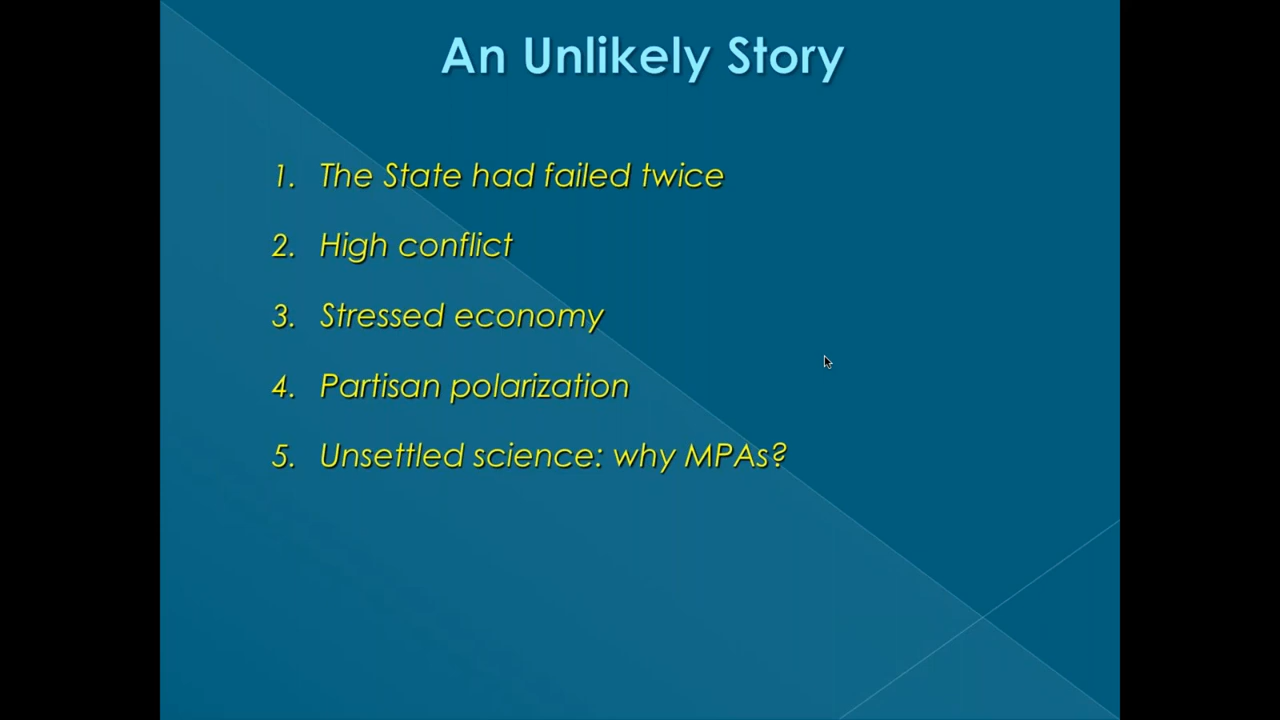 An Unlikely Story
1. The State had failed twice
2. High conflict
3. Stressed economy
4. Partisan polarization
5. Unsettled science: why MPAs?